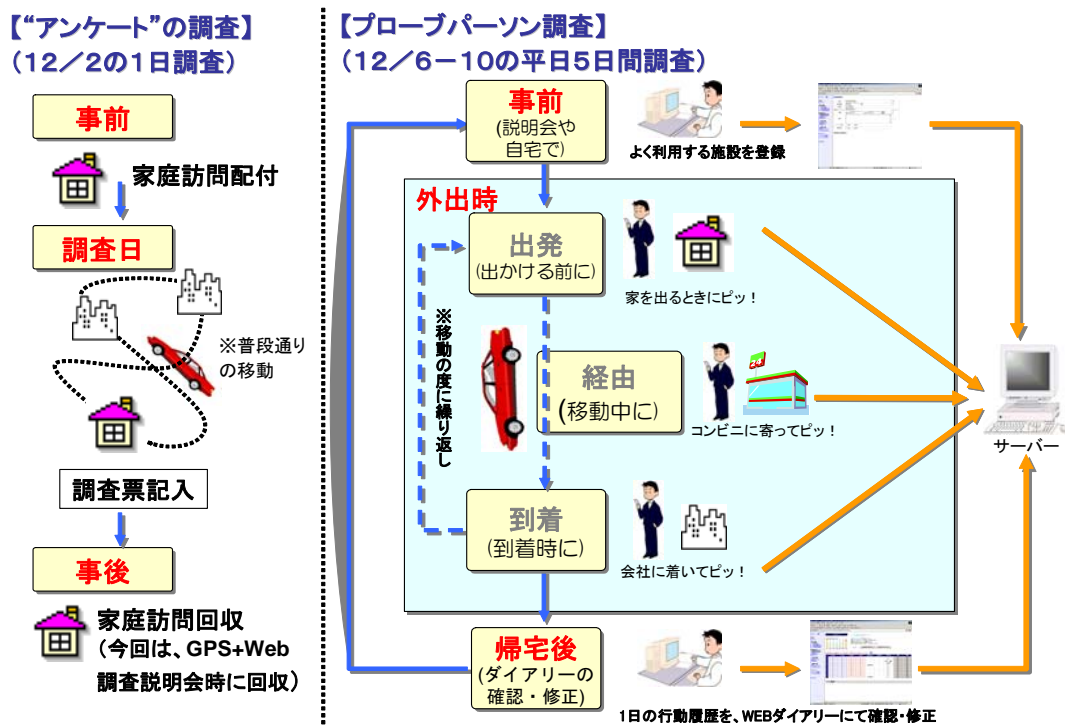 【“アンケート”の調査】
(12/2の1日調査)
事前
家庭訪問配付
調査日
※普段通り
の移動
調査票記入
事後
家庭訪問回収
(今回は、GPS+Web
調査説明会時に回収)
【プローブパーソン調査】
(12/6-10の平日5日間調査)
事前
(説明会や
自宅で)
よく利用する施設を登録
外出時
出発
(出かける前に)
家を出るときにピッ!
※移動の度に繰り返し
経由
(移動中に)
コンビニに寄ってピッ!
サーバー
到着
(到着時に)
会社に着いてピッ!
帰宅後
(ダイアリーの
確認・修正)
1日の行動履歴を、WEBダイアリーにて確認・修正